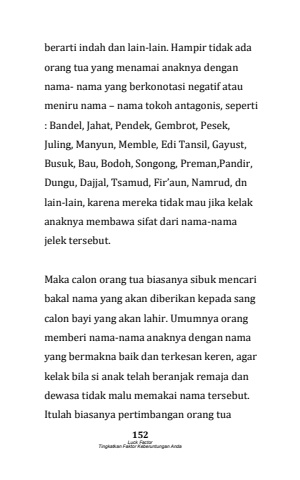 berarti indah dan lain-lain. Hampir tidak ada
orang tua yang menamai anaknya dengan
nama- nama yang berkonotasi negatif atau
meniru nama – nama tokoh antagonis, seperti
: Bandel, Jahat, Pendek, Gembrot, Pesek,
Juling, Manyun, Memble, Edi Tansil, Gayust,
Busuk, Bau, Bodoh, Songong, Preman,Pandir,
Dungu, Dajjal, Tsamud, Fir'aun, Namrud, dn
lain-lain, karena mereka tidak mau jika kelak
anaknya membawa sifat dari nama-nama
jelek tersebut.
Maka calon orang tua biasanya sibuk mencari
bakal nama yang akan diberikan kepada sang
calon bayi yang akan lahir. Umumnya orang
memberi nama-nama anaknya dengan nama
yang bermakna baik dan terkesan keren, agar
kelak bila si anak telah beranjak remaja dan
dewasa tidak malu memakai nama tersebut.
Itulah biasanya pertimbangan orang tua
152
Luck Factor
Tingkatkan Faktor Keberuntungan Anda